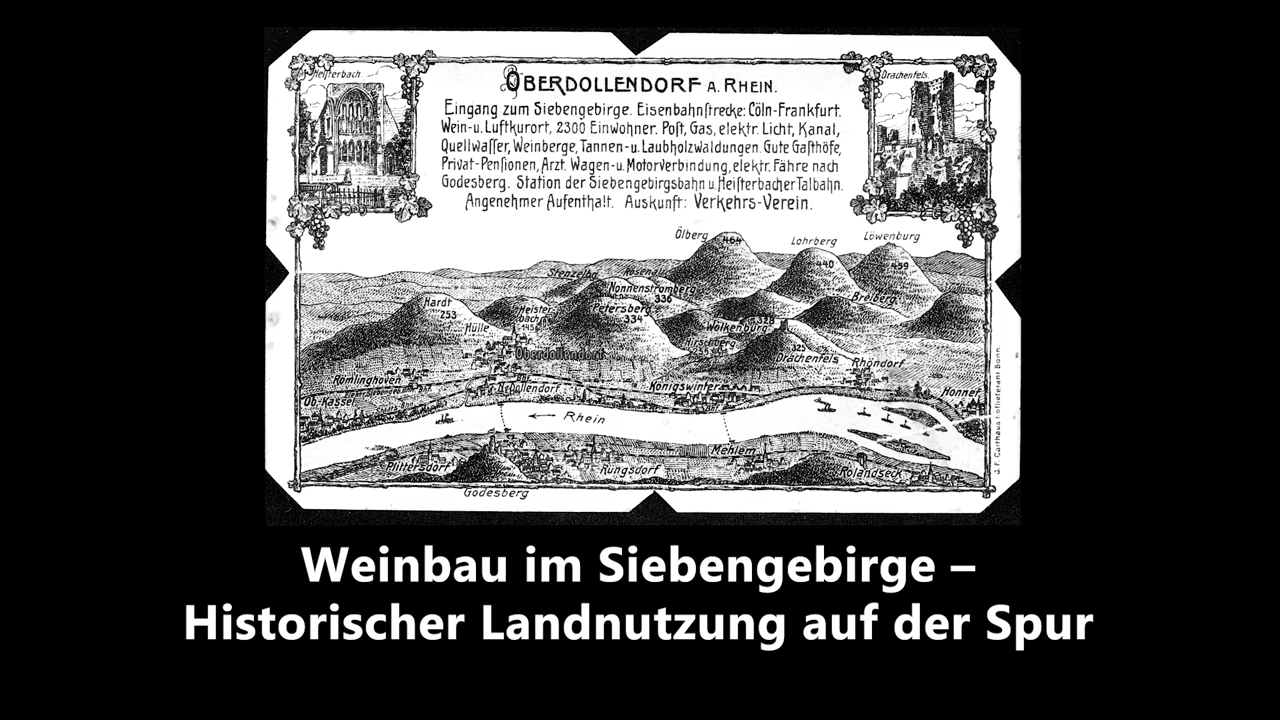 Heisterbach.
Drachenfels.
OBERDOLLENDORF A. RHEIN.
Eingang zum Siebengebirge. Eisenbahnstrecke: Cöln-Frankfurt.
Wein-u. Luftkurort, 2300 Einwohner. Post, Gas, elektr. Licht, Kanal,
Quellwasser, Weinberge, Tannen-u. Laubholzwaldungen. Gute Gasthöfe,
Privat-Pensionen, Arzt. Wagen-u. Motorverbindung, elektr. Fähre nach
Godesberg. Station der Siebengebirgsbahn u. Heisterbacher Talbahn.
Angenehmer Aufenthalt. Auskunft: Verkehrs-Verein.
Ölberg 464
Lohrberg 440
Löwenburg 459
Rosenau
Nonnenstromberg 336
Breiberg
Hardt 253
Petersberg 334
Wolkenburg
Hülle
Hirschberg
Oberdollendorf
Drachenfels 325
Rhöndorf
Römlinghoven
N. Dollendorf
Königswinter
Honnef
Ob. Kassel
← Rhein
Plittersdorf
Rüngsdorf
Mehlem
Rolandseck
Godesberg
Weinbau im Siebengebirge –
Historischer Landnutzung auf der Spur